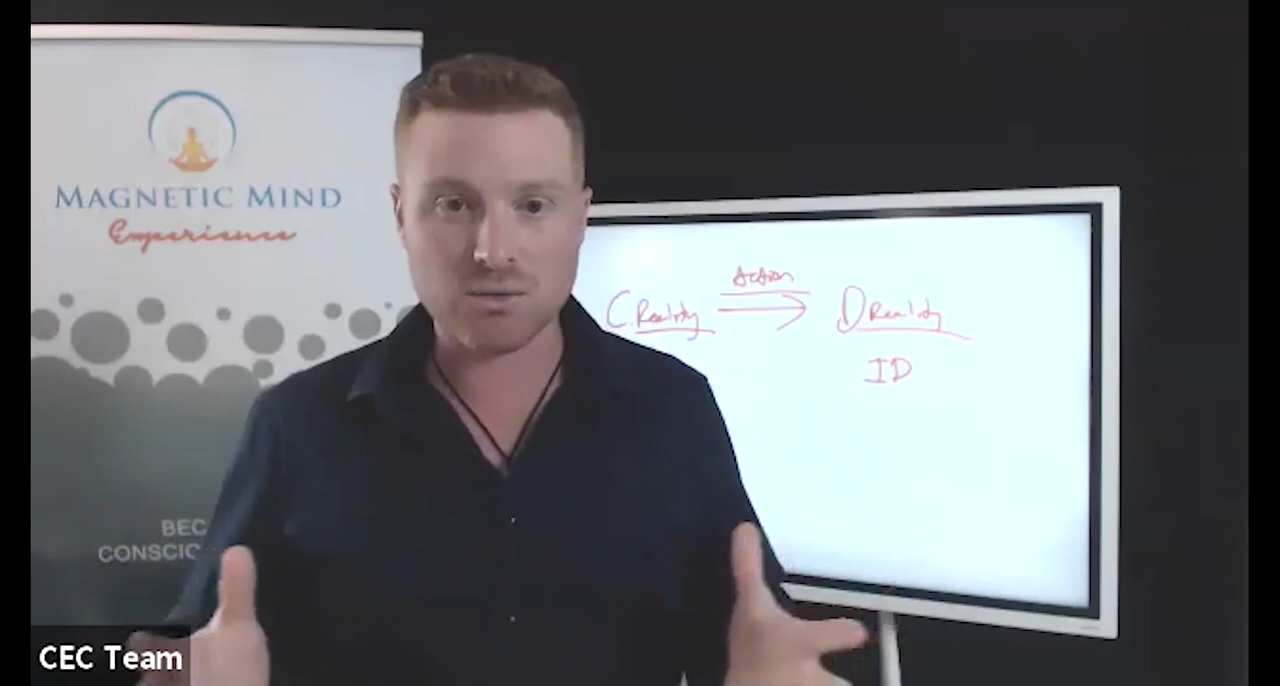 MAGNETIC MIND
Experience
Action
C. Reality
D Reality
ID
BEC
CONSCIO
CEC Team